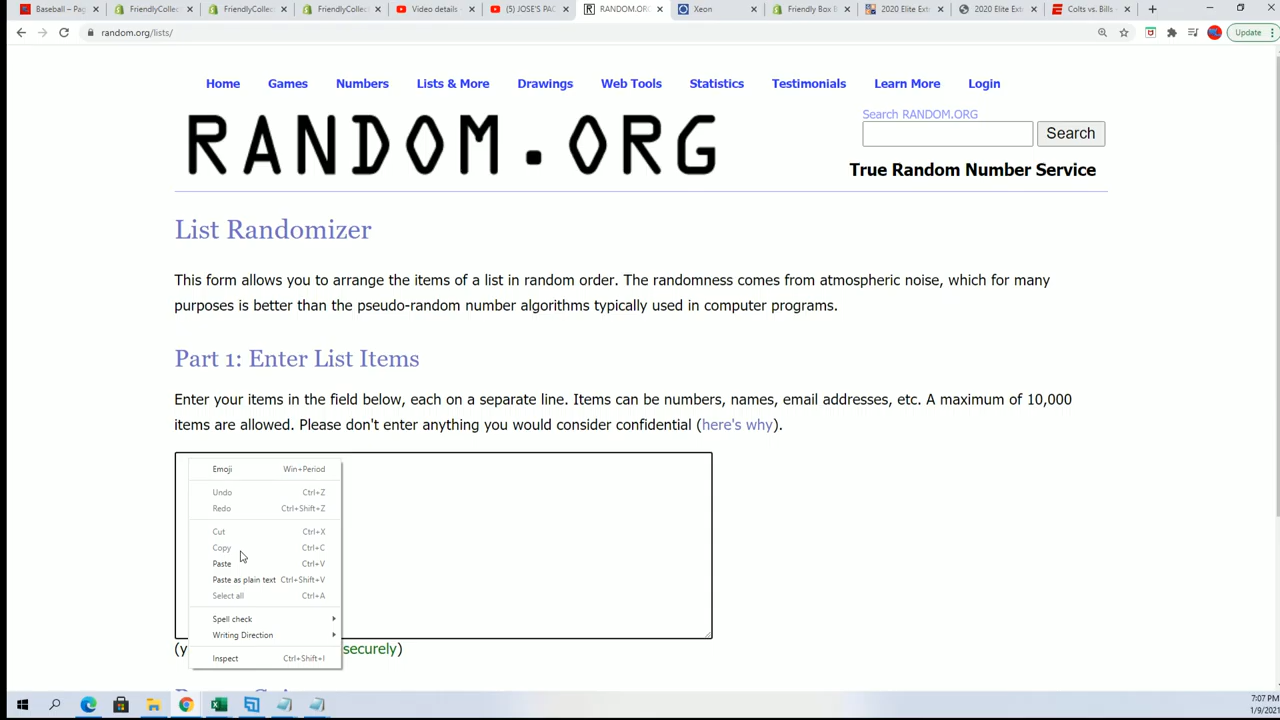 Baseball – Pag
FriendlyCollec
FriendlyCollec
FriendlyCollec
Video details
(5) JOSE'S PAC
RANDOM.ORG
Xeon
Friendly Box
2020 Elite Ext
2020 Elite Ext
Colts vs. Bills
random.org/lists/
Update
Home Games Numbers Lists & More Drawings Web Tools Statistics Testimonials Learn More Login
RANDOM.ORG
Search RANDOM.ORG
Search
True Random Number Service
List Randomizer
This form allows you to arrange the items of a list in random order. The randomness comes from atmospheric noise, which for many
purposes is better than the pseudo-random number algorithms typically used in computer programs.
Part 1: Enter List Items
Enter your items in the field below, each on a separate line. Items can be numbers, names, email addresses, etc. A maximum of 10,000
items are allowed. Please don't enter anything you would consider confidential (here's why).
Emoji Win+Period
Undo Ctrl+Z
Redo Ctrl+Shift+Z
Cut Ctrl+X
Copy Ctrl+C
Paste Ctrl+V
Paste as plain text Ctrl+Shift+V
Select all Ctrl+A
Spell check
Writing Direction
(y securely)
Inspect Ctrl+Shift+I
7:07 PM
1/9/2021